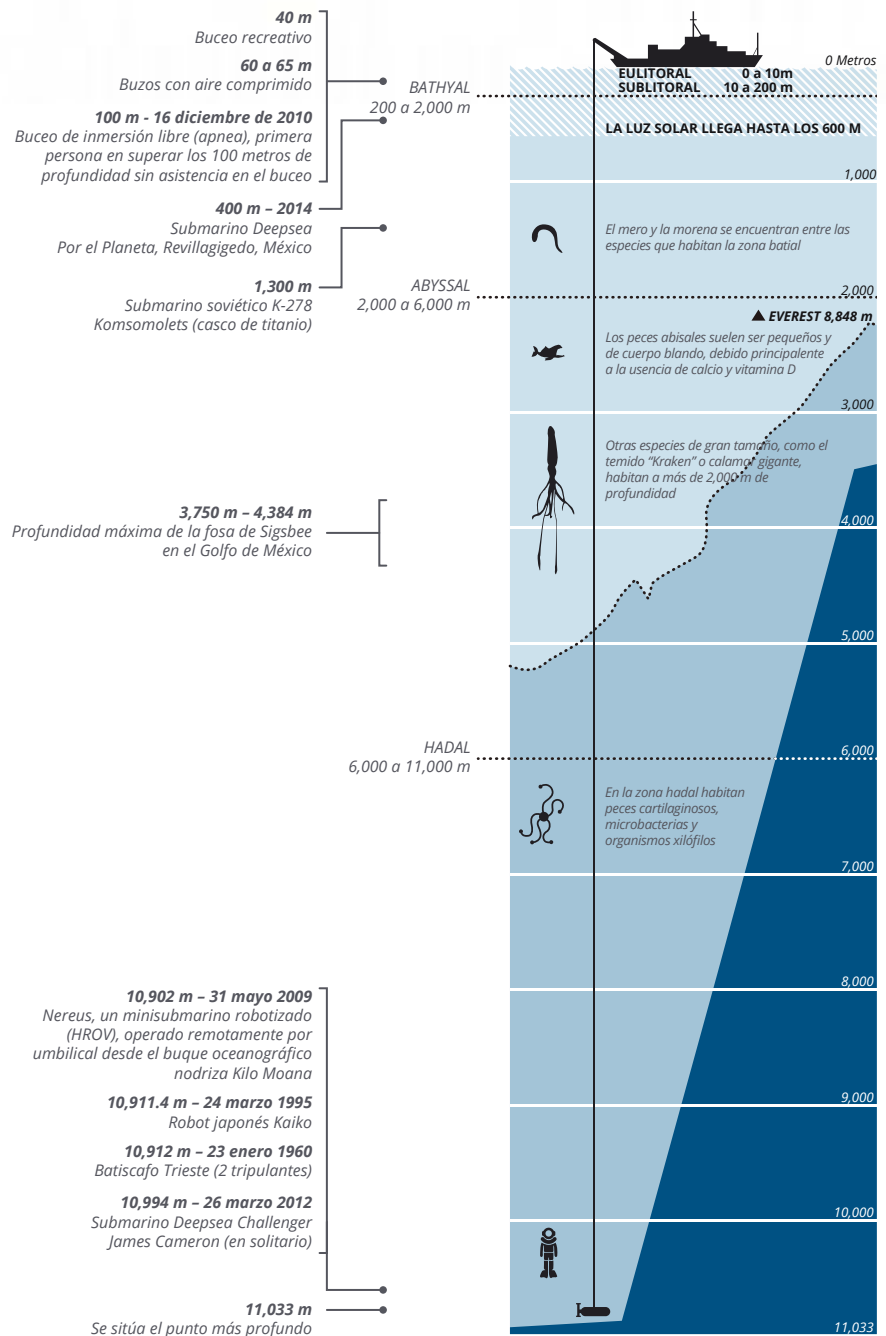 40 m
Buceo recreativo
60 a 65 m
Buzos con aire comprimido
100 m - 16 diciembre de 2010
Buceo de inmersión libre (apnea), primera
persona en superar los 100 metros de
profundidad sin asistencia en el buceo
400 m – 2014
Submarino Deepsea
Por el Planeta, Revillagigedo, México
1,300 m
Submarino soviético K-278
Komsomolets (casco de titanio)
3,750 m – 4,384 m
Profundidad máxima de la fosa de Sigsbee
en el Golfo de México
10,902 m – 31 mayo 2009
Nereus, un minisubmarino robotizado
(HROV), operado remotamente por
umbilical desde el buque oceanográfico
nodriza Kilo Moana
10,911.4 m – 24 marzo 1995
Robot japonés Kaiko
10,912 m – 23 enero 1960
Batiscafo Trieste (2 tripulantes)
10,994 m – 26 marzo 2012
Submarino Deepsea Challenger
James Cameron (en solitario)
11,033 m
Se sitúa el punto más profundo
BATHYAL
200 a 2,000 m
ABYSSAL
2,000 a 6,000 m
HADAL
6,000 a 11,000 m
0 Metros
EULITORAL 0 a 10m
SUBLITORAL 10 a 200 m
LA LUZ SOLAR LLEGA HASTA LOS 600 M
1,000
El mero y la morena se encuentran entre las
especies que habitan la zona batial
2,000
EVEREST 8,848 m
Los peces abisales suelen ser pequeños y
de cuerpo blando, debido principalente
a la usencia de calcio y vitamina D
3,000
Otras especies de gran tamaño, como el
temido “Kraken” o calamar gigante,
habitan a más de 2,000 m de
profundidad
4,000
5,000
6,000
En la zona hadal habitan
peces cartilaginosos,
microbacterias y
organismos xilófilos
7,000
8,000
9,000
10,000
11,033